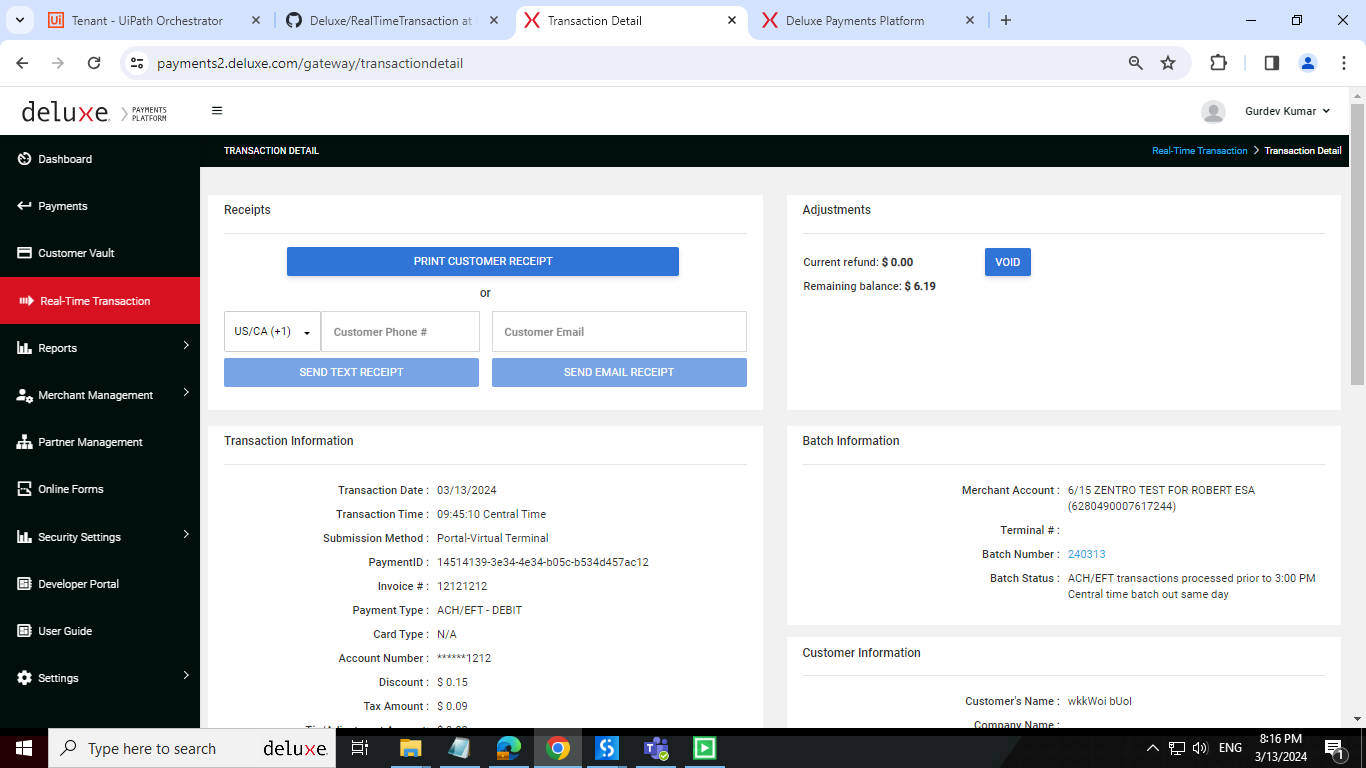 Tenant - UiPath Orchestrator
Deluxe/RealTimeTransaction at
Transaction Detail
Deluxe Payments Platform
payments2.deluxe.com/gateway/transactiondetail
deluxe.
PAYMENTS
PLATFORM
Gurdev Kumar
Dashboard
Payments
Customer Vault
Real-Time Transaction
Reports
Merchant Management
Partner Management
Online Forms
Security Settings
Developer Portal
User Guide
Settings
TRANSACTION DETAIL
Real-Time Transaction > Transaction Detail
Receipts
PRINT CUSTOMER RECEIPT
or
US/CA (+1)
Customer Phone #
Customer Email
SEND TEXT RECEIPT
SEND EMAIL RECEIPT
Adjustments
Current refund: $ 0.00
VOID
Remaining balance: $ 6.19
Transaction Information
Transaction Date : 03/13/2024
Transaction Time : 09:45:10 Central Time
Submission Method : Portal-Virtual Terminal
PaymentID : 14514139-3e34-4e34-b05c-b534d457ac12
Invoice # : 12121212
Payment Type : ACH/EFT - DEBIT
Card Type : N/A
Account Number : ******1212
Discount : $ 0.15
Tax Amount : $ 0.09
Batch Information
Merchant Account : 6/15 ZENTRO TEST FOR ROBERT ESA
(6280490007617244)
Terminal # :
Batch Number : 240313
Batch Status : ACH/EFT transactions processed prior to 3:00 PM
Central time batch out same day
Customer Information
Customer's Name : wkkWoi bUol
Company Name :
Type here to search
deluxe.
ENG
8:16 PM
3/13/2024
1